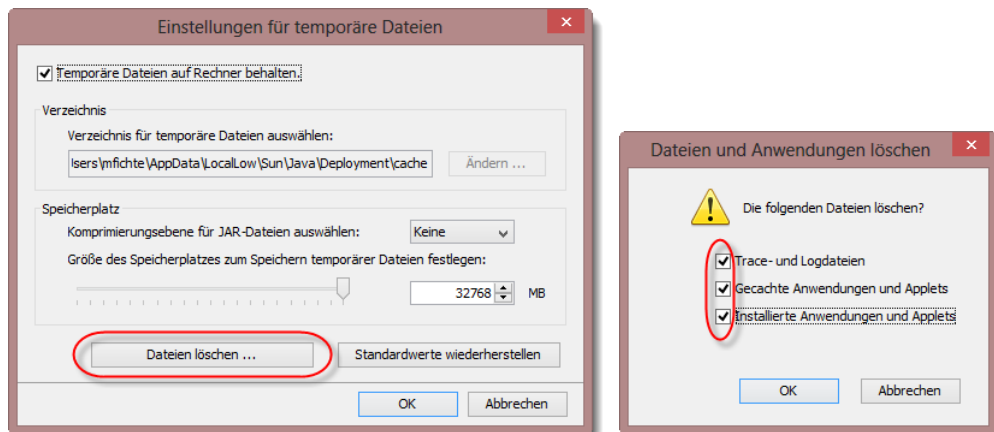 Einstellungen für temporäre Dateien
Temporäre Dateien auf Rechner behalten.
Verzeichnis
Verzeichnis für temporäre Dateien auswählen:
sers\mfichte\AppData\LocalLow\Sun\Java\Deployment\cache
Ändern ...
Speicherplatz
Komprimierungsebene für JAR-Dateien auswählen:
Keine
Größe des Speicherplatzes zum Speichern temporärer Dateien festlegen:
32768
MB
Dateien löschen ...
Standardwerte wiederherstellen
OK
Abbrechen
Dateien und Anwendungen löschen
Die folgenden Dateien löschen?
Trace- und Logdateien
Gecachte Anwendungen und Applets
Installierte Anwendungen und Applets
OK
Abbrechen